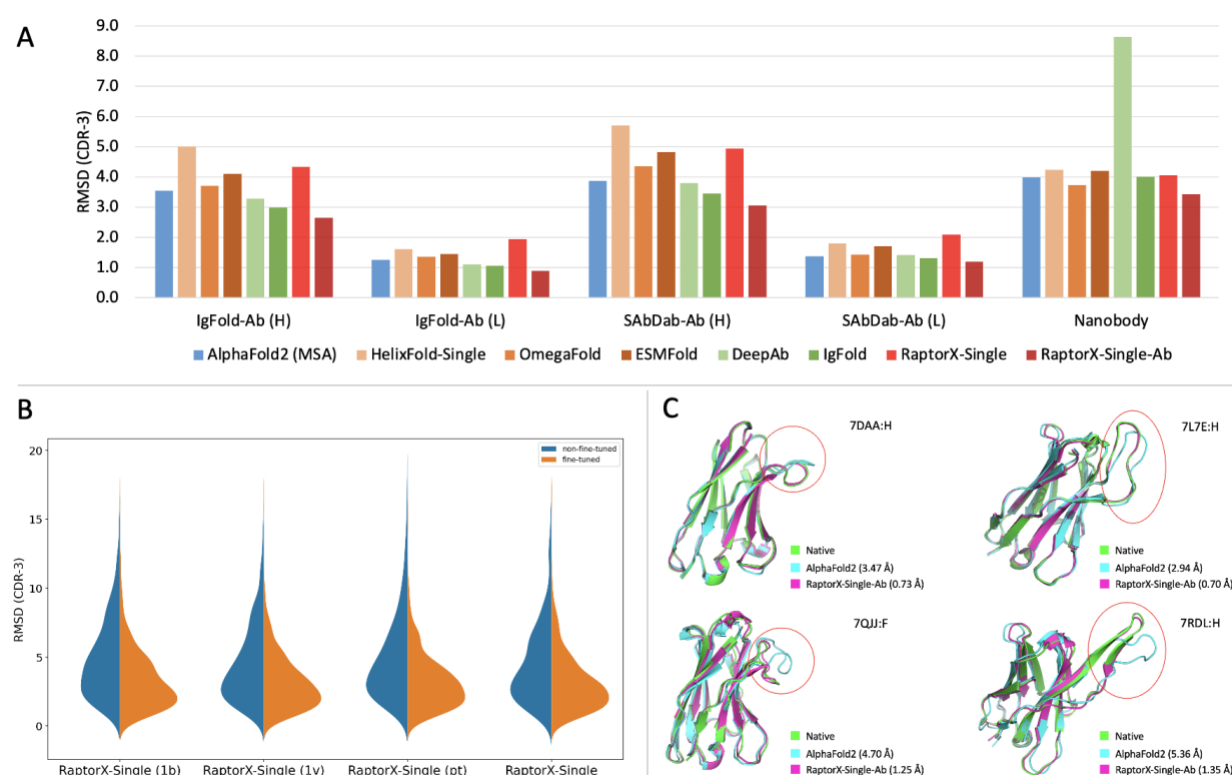 A
9.0
8.0
7.0
6.0
5.0
4.0
3.0
2.0
1.0
0.0
RMSD (CDR-3)
IgFold-Ab (H) IgFold-Ab (L) SAbDab-Ab (H) SAbDab-Ab (L) Nanobody
AlphaFold2 (MSA) HelixFold-Single OmegaFold ESMFold DeepAb IgFold RaptorX-Single RaptorX-Single-Ab
B
20
15
10
5
0
RMSD (CDR-3)
non-fine-tuned
fine-tuned
RaptorX-Single (1b) RaptorX-Single (1v) RaptorX-Single (pt) RaptorX-Single
C
7DAA:H
Native
AlphaFold2 (3.47 Å)
RaptorX-Single-Ab (0.73 Å)
7L7E:H
Native
AlphaFold2 (2.94 Å)
RaptorX-Single-Ab (0.70 Å)
7QJJ:F
Native
AlphaFold2 (4.70 Å)
RaptorX-Single-Ab (1.25 Å)
7RDL:H
Native
AlphaFold2 (5.36 Å)
RaptorX-Single-Ab (1.35 Å)